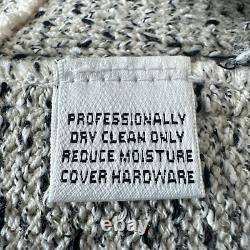 PROFESSIONALLY
DRY CLEAN ONLY
REDUCE MOISTURE
COVER HARDWARE